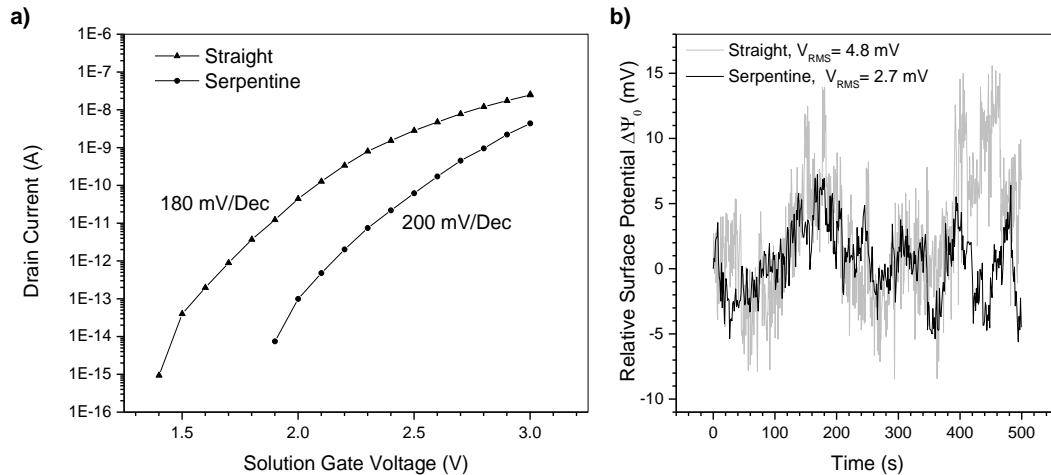 a)
1E-6
1E-7
1E-8
1E-9
1E-10
1E-11
1E-12
1E-13
1E-14
1E-15
1E-16
Drain Current (A)
Straight
Serpentine
180 mV/Dec
200 mV/Dec
1.5 2.0 2.5 3.0
Solution Gate Voltage (V)
b)
Straight, V_RMS= 4.8 mV
Serpentine, V_RMS= 2.7 mV
15
10
5
0
-5
-10
Relative Surface Potential ΔΨ₀ (mV)
0 100 200 300 400 500
Time (s)